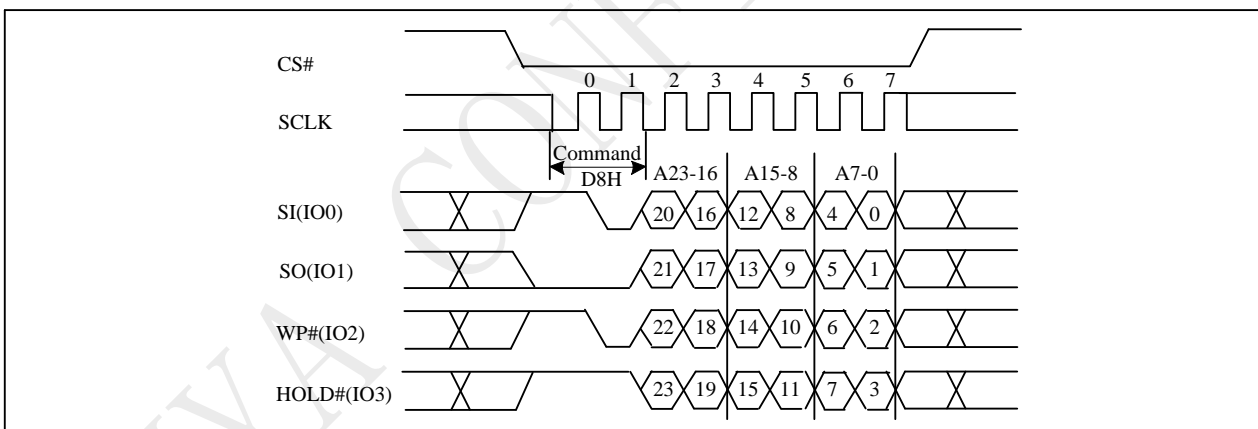 CS#
0 1 2 3 4 5 6 7
SCLK
Command
D8H
A23-16 A15-8 A7-0
SI(IO0) 20 16 12 8 4 0
SO(IO1) 21 17 13 9 5 1
WP#(IO2) 22 18 14 10 6 2
HOLD#(IO3) 23 19 15 11 7 3